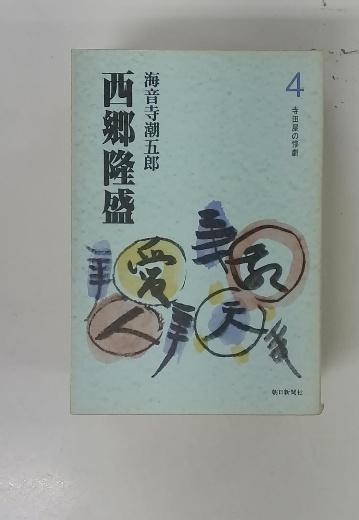 4
寺田屋の惨劇
海音寺潮五郎
西郷隆盛
敬天
愛人
朝日新聞社